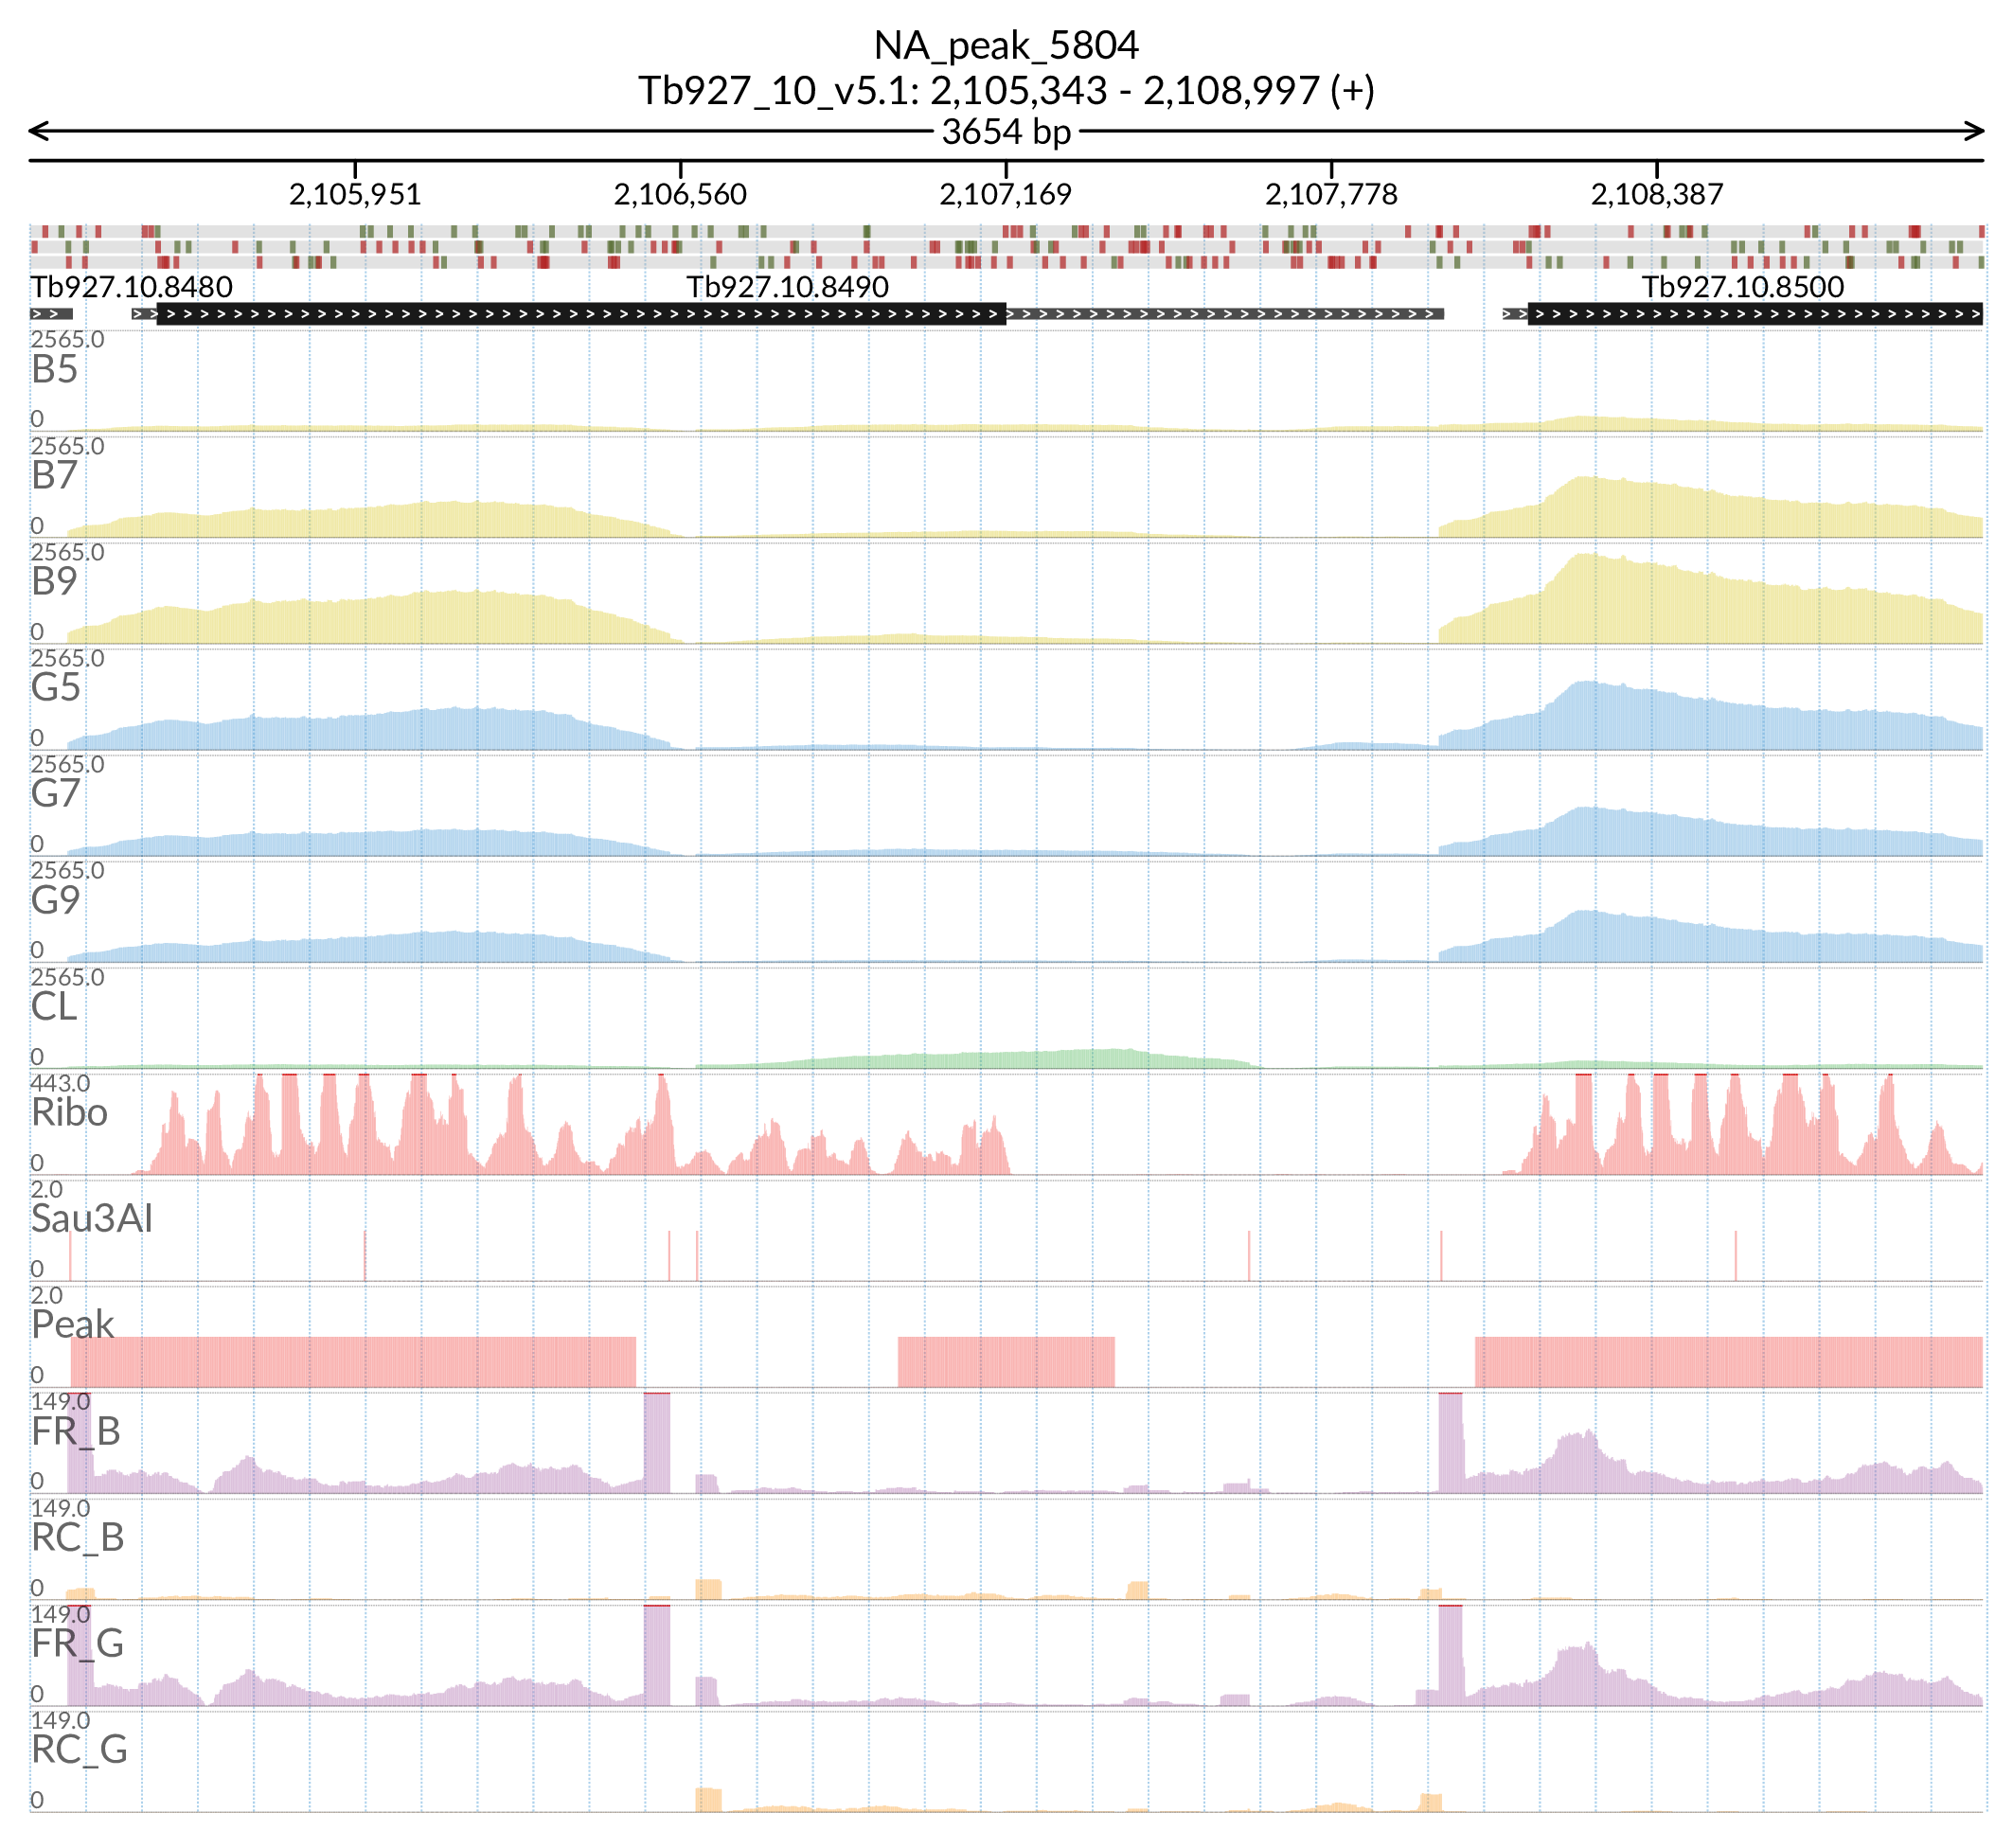 NA_peak_5804
Tb927_10_v5.1: 2,105,343 - 2,108,997 (+)
3654 bp
2,105,951 2,106,560 2,107,169 2,107,778 2,108,387
Tb927.10.8480 Tb927.10.8490 Tb927.10.8500
2565.0
B5
0
2565.0
B7
0
2565.0
B9
0
2565.0
G5
0
2565.0
G7
0
2565.0
G9
0
2565.0
CL
0
443.0
Ribo
0
2.0
Sau3AI
0
2.0
Peak
0
149.0
FR_B
0
149.0
RC_B
0
149.0
FR_G
0
149.0
RC_G
0